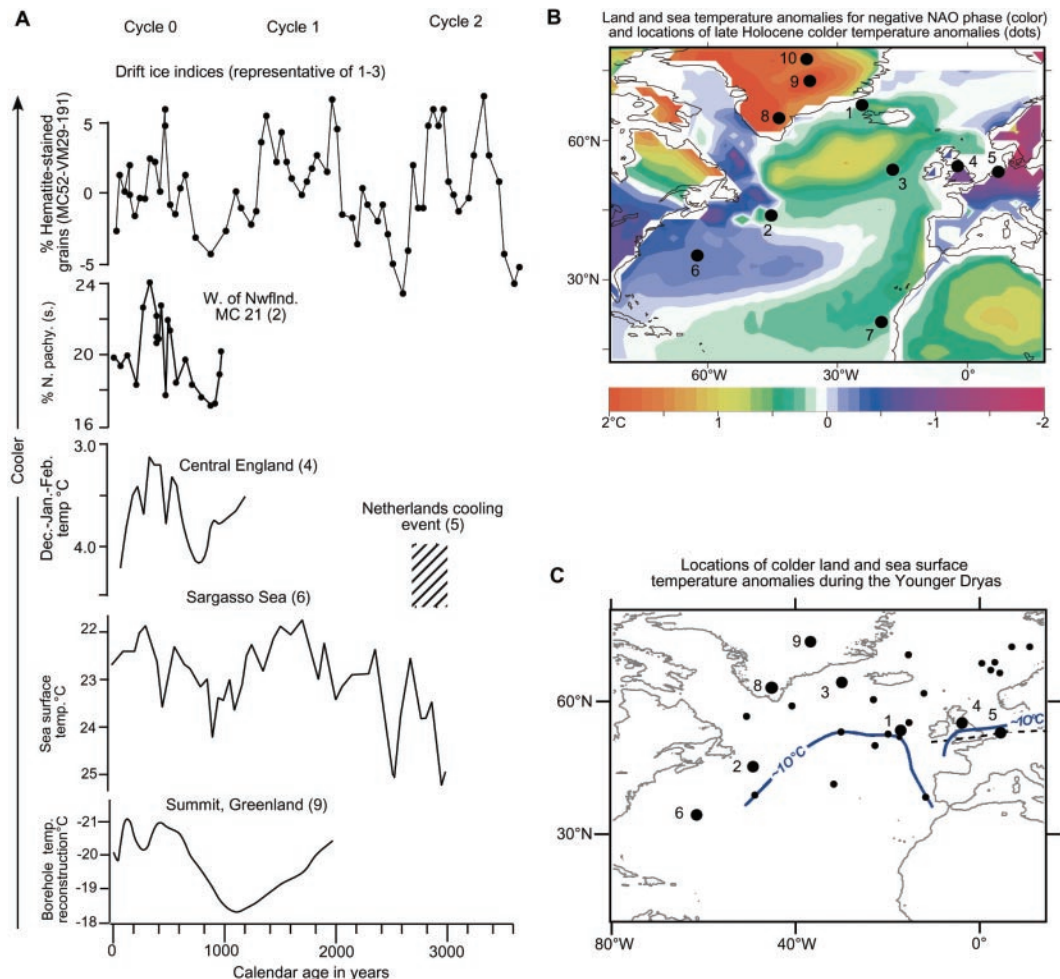 A
Cycle 0
Cycle 1
Cycle 2
Drift ice indices (representative of 1-3)
Cooler
% Hematite-stained
grains (MC52-VM29-191)
5
0
-5
W. of Nwflnd.
MC 21 (2)
% N. pachy. (s.)
24
20
16
Central England (4)
Dec.-Jan.-Feb.
temp °C
3.0
4.0
Netherlands cooling
event (5)
Sargasso Sea (6)
Sea surface
temp.°C
22
23
24
25
Summit, Greenland (9)
Borehole temp.
reconstruction°C
-21
-20
-19
-18
0
1000
2000
3000
Calendar age in years
B
Land and sea temperature anomalies for negative NAO phase (color)
and locations of late Holocene colder temperature anomalies (dots)
60°N
30°N
10
9
8
1
3
4
5
2
6
7
60°W
30°W
0°
2°C
1
0
-1
-2
C
Locations of colder land and sea surface
temperature anomalies during the Younger Dryas
60°N
30°N
9
8
3
1
4
5
2
6
~10°C
~10°C
80°W
40°W
0°